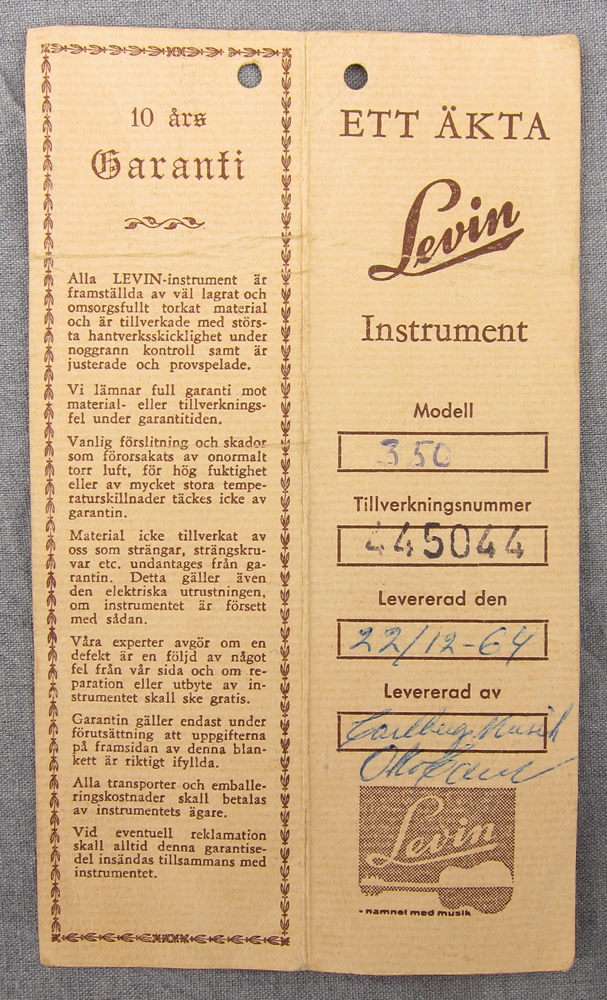 10 års
Garanti
Alla LEVIN-instrument är
framställda av väl lagrat och
omsorgsfullt torkat material
och är tillverkade med störs-
ta hantverksskicklighet under
noggrann kontroll samt är
justerade och provspelade.
Vi lämnar full garanti mot
material- eller tillverknings-
fel under garantitiden.
Vanlig förslitning och skador
som förorsakats av onormalt
torr luft, för hög fuktighet
eller av mycket stora tempe-
raturskillnader täckes icke av
garantin.
Material icke tillverkat av
oss som strängar, strängskru-
var etc. undantages från ga-
rantin. Detta gäller även
den elektriska utrustningen,
om instrumentet är försett
med sådan.
Våra experter avgör om en
defekt är en följd av något
fel från vår sida och om re-
paration eller utbyte av in-
strumentet skall ske gratis.
Garantin gäller endast under
förutsättning att uppgifterna
på framsidan av denna blan-
kett är riktigt ifyllda.
Alla transporter och emballe-
ringskostnader skall betalas
av instrumentets ägare.
Vid eventuell reklamation
skall alltid denna garantise-
del insändas tillsammans med
instrumentet.
ETT ÄKTA
Levin
Instrument
Modell
350
Tillverkningsnummer
445044
Levererad den
22/12-64
Levererad av
Musik
Levin
- namnet med musik